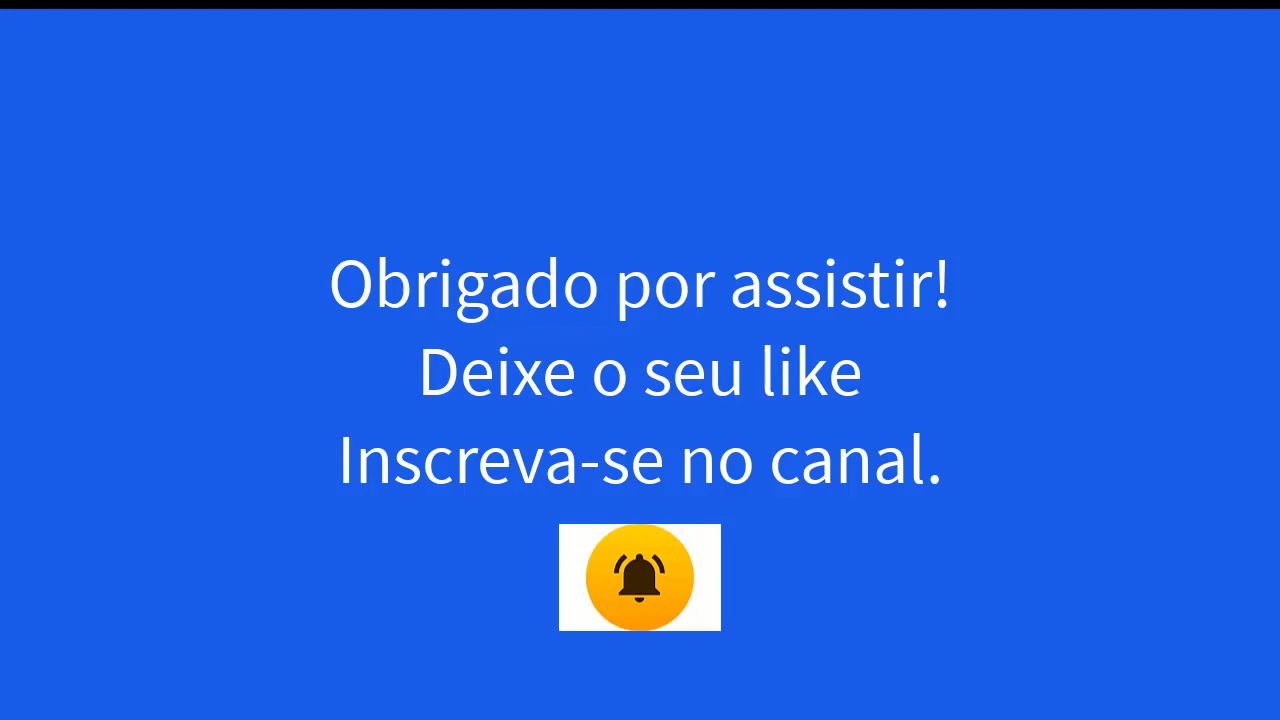 Obrigado por assistir!
Deixe o seu like
Inscreva-se no canal.